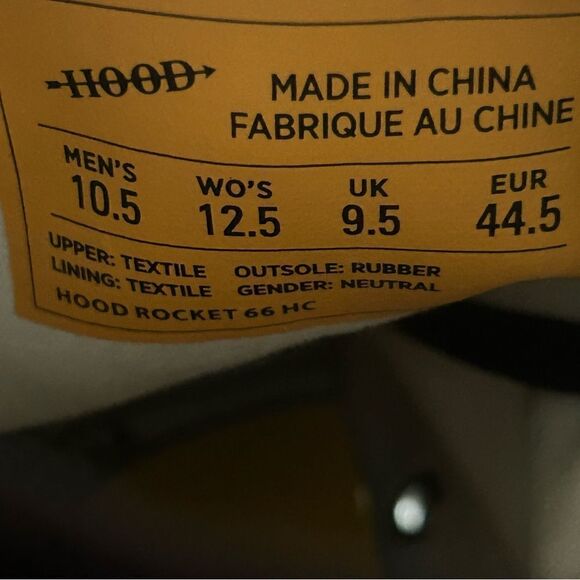 HOOD
MADE IN CHINA
FABRIQUE AU CHINE
MEN'S WO'S UK EUR
10.5 12.5 9.5 44.5
UPPER: TEXTILE OUTSOLE: RUBBER
LINING: TEXTILE GENDER: NEUTRAL
HOOD ROCKET 66 HC